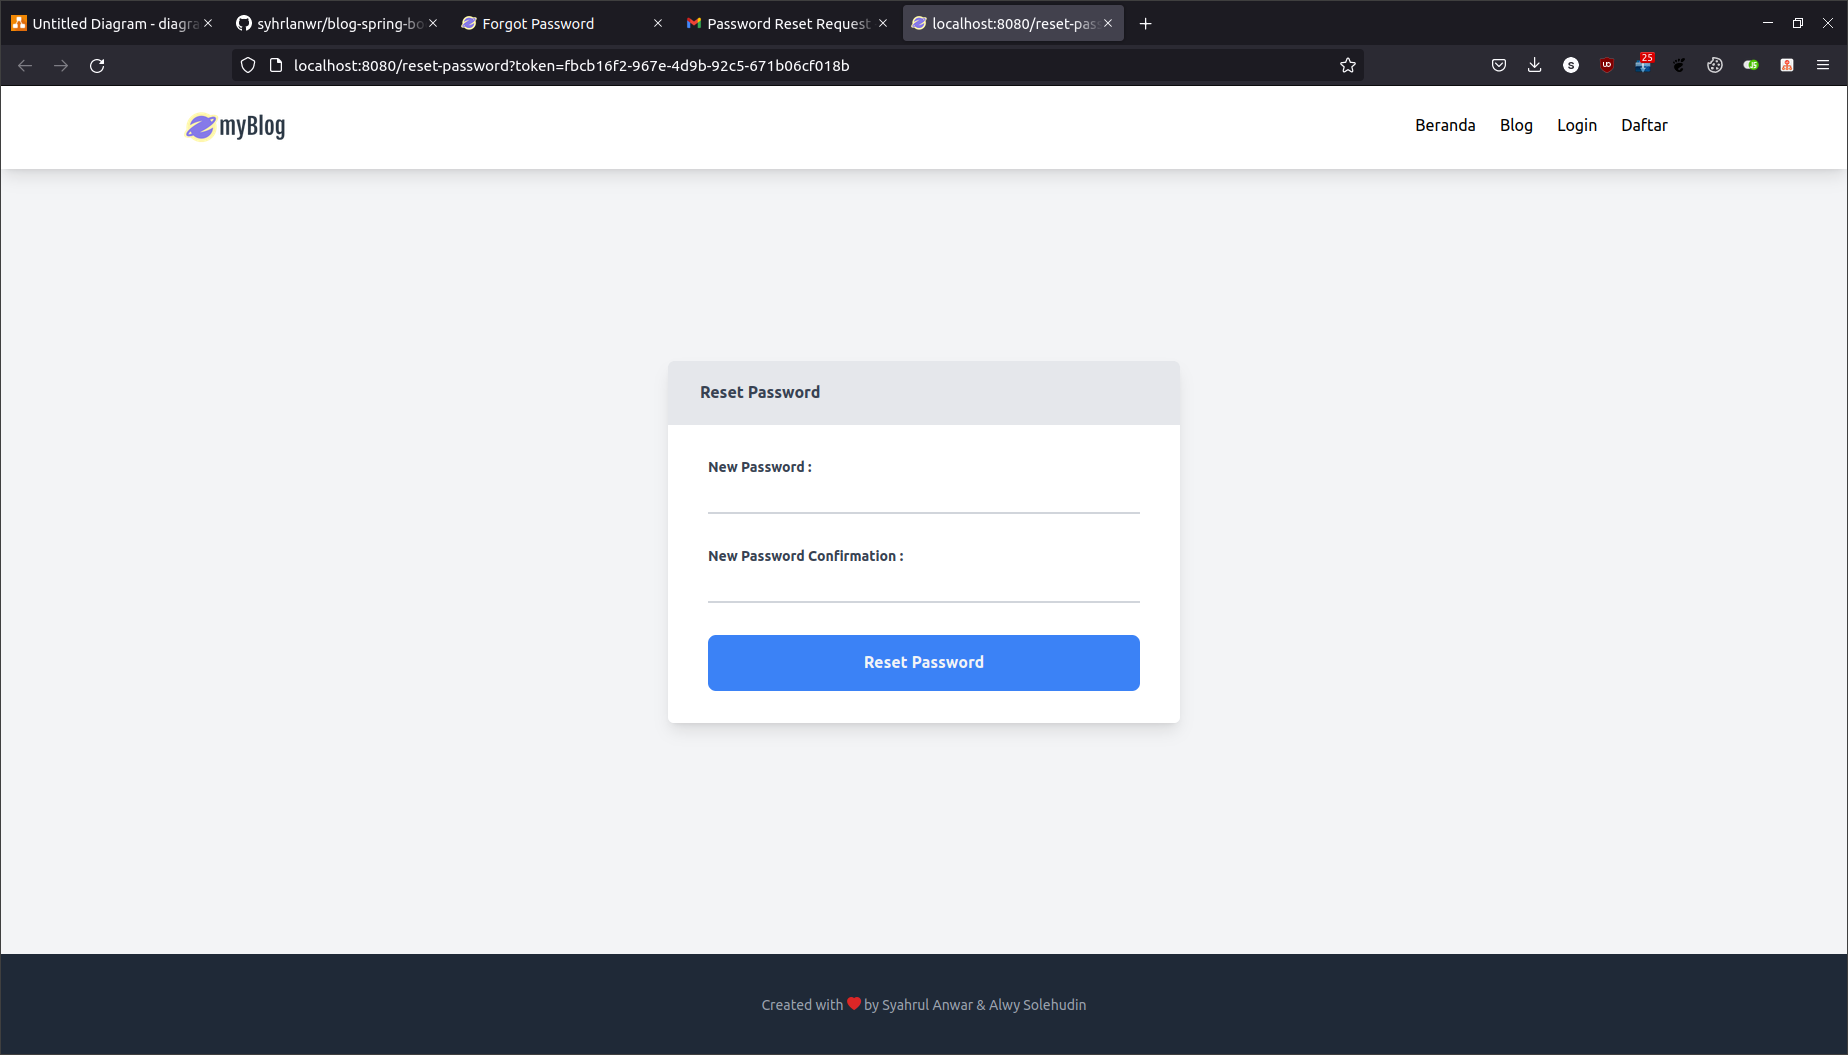 Untitled Diagram - diagra
syhrlanwr/blog-spring-bo
Forgot Password
Password Reset Request
localhost:8080/reset-pas
localhost:8080/reset-password?token=fbcb16f2-967e-4d9b-92c5-671b06cf018b
S
25
myBlog
Beranda
Blog
Login
Daftar
Reset Password
New Password :
New Password Confirmation :
Reset Password
Created with ❤ by Syahrul Anwar & Alwy Solehudin